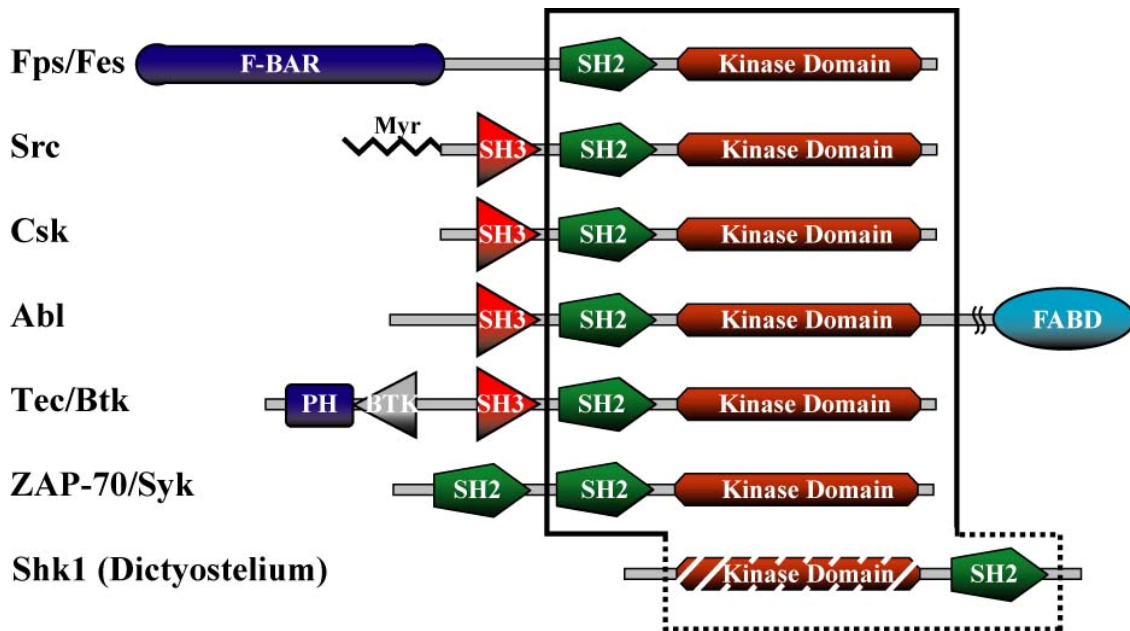 Fps/Fes F-BAR SH2 Kinase Domain
Src Myr SH3 SH2 Kinase Domain
Csk SH3 SH2 Kinase Domain
Abl SH3 SH2 Kinase Domain FABD
Tec/Btk PH BTK SH3 SH2 Kinase Domain
ZAP-70/Syk SH2 SH2 Kinase Domain
Shk1 (Dictyostelium) Kinase Domain SH2